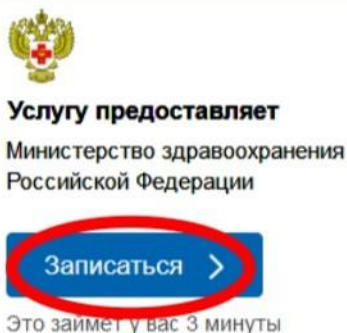 Услугу предоставляет
Министерство здравоохранения
Российской Федерации
Записаться
Это займет у вас 3 минуты